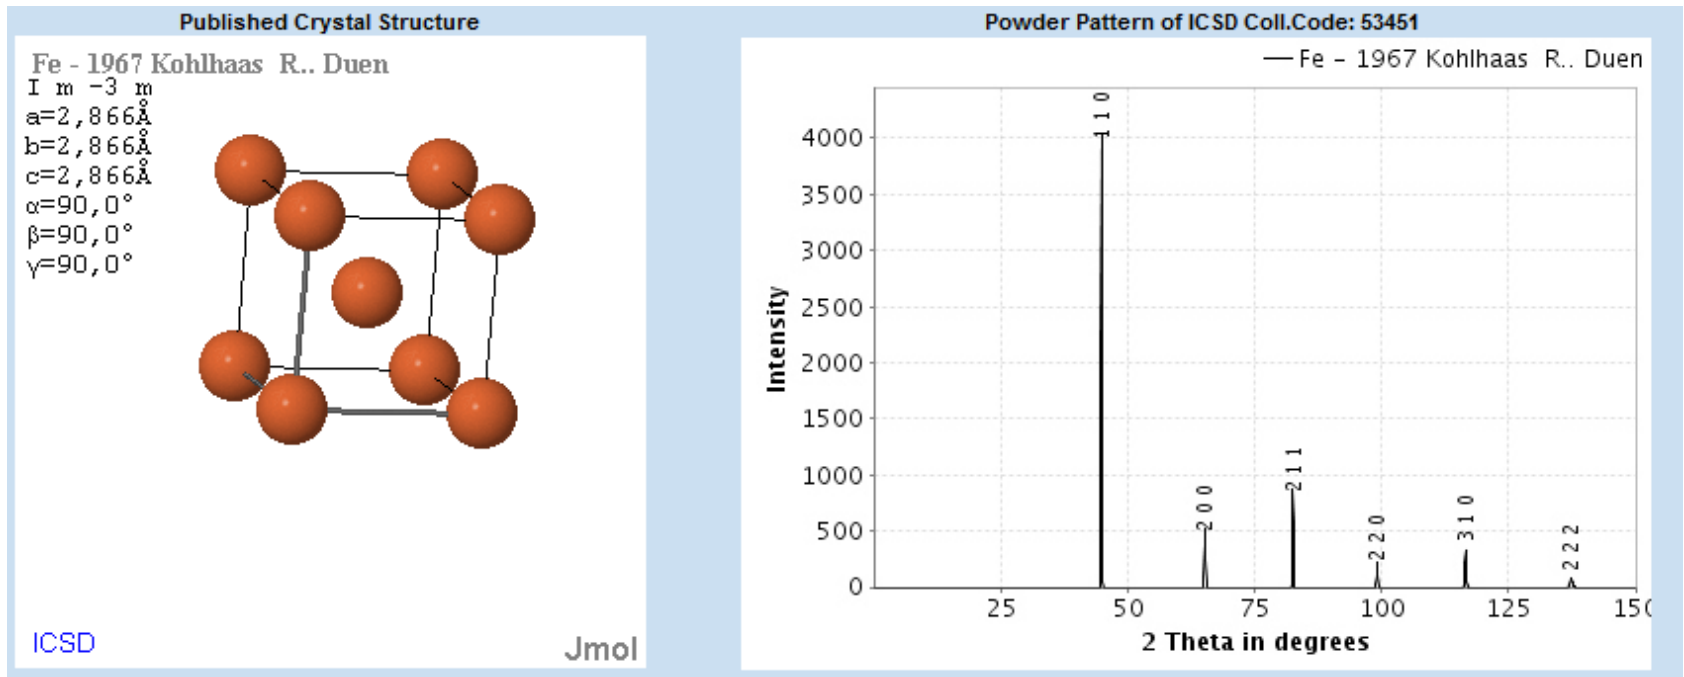 Published Crystal Structure
Fe - 1967 Kohlhaas R.. Duen
I m -3 m
a=2,866Å
b=2,866Å
c=2,866Å
α=90,0°
β=90,0°
γ=90,0°
ICSD
Jmol
Powder Pattern of ICSD Coll.Code: 53451
— Fe - 1967 Kohlhaas R.. Duen
Intensity
4000
3500
3000
2500
2000
1500
1000
500
0
1 1 0
2 0 0
2 1 1
2 2 0
3 1 0
2 2 2
25 50 75 100 125 150
2 Theta in degrees